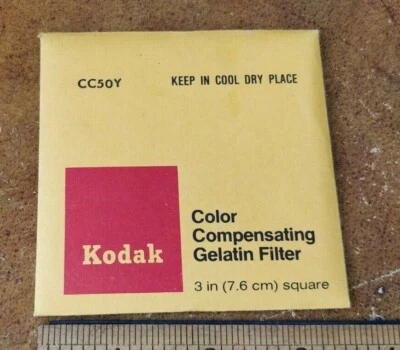 CC50Y KEEP IN COOL DRY PLACE
Kodak
Color
Compensating
Gelatin Filter
3 in (7.6 cm) square